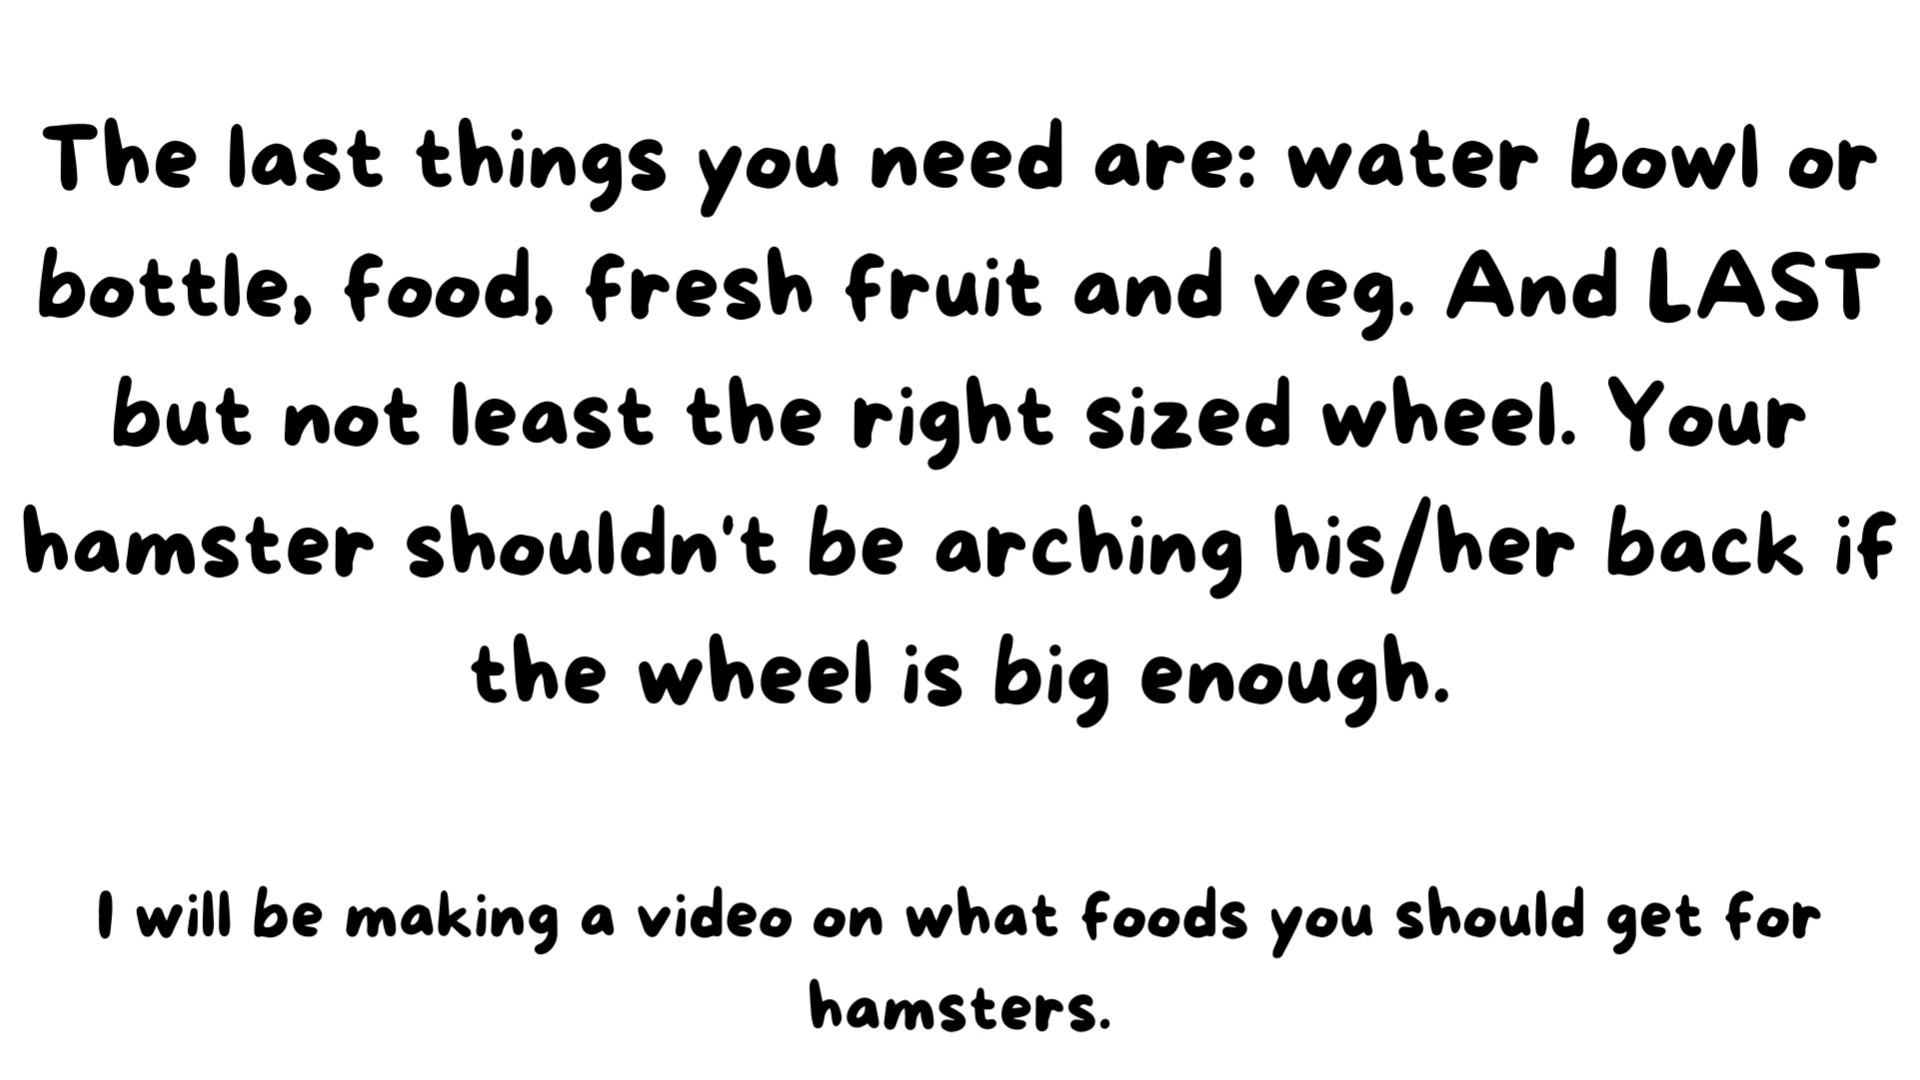 The last things you need are: water bowl or
bottle, food, fresh fruit and veg. And LAST
but not least the right sized wheel. Your
hamster shouldn't be arching his/her back if
the wheel is big enough.
I will be making a video on what foods you should get for
hamsters.